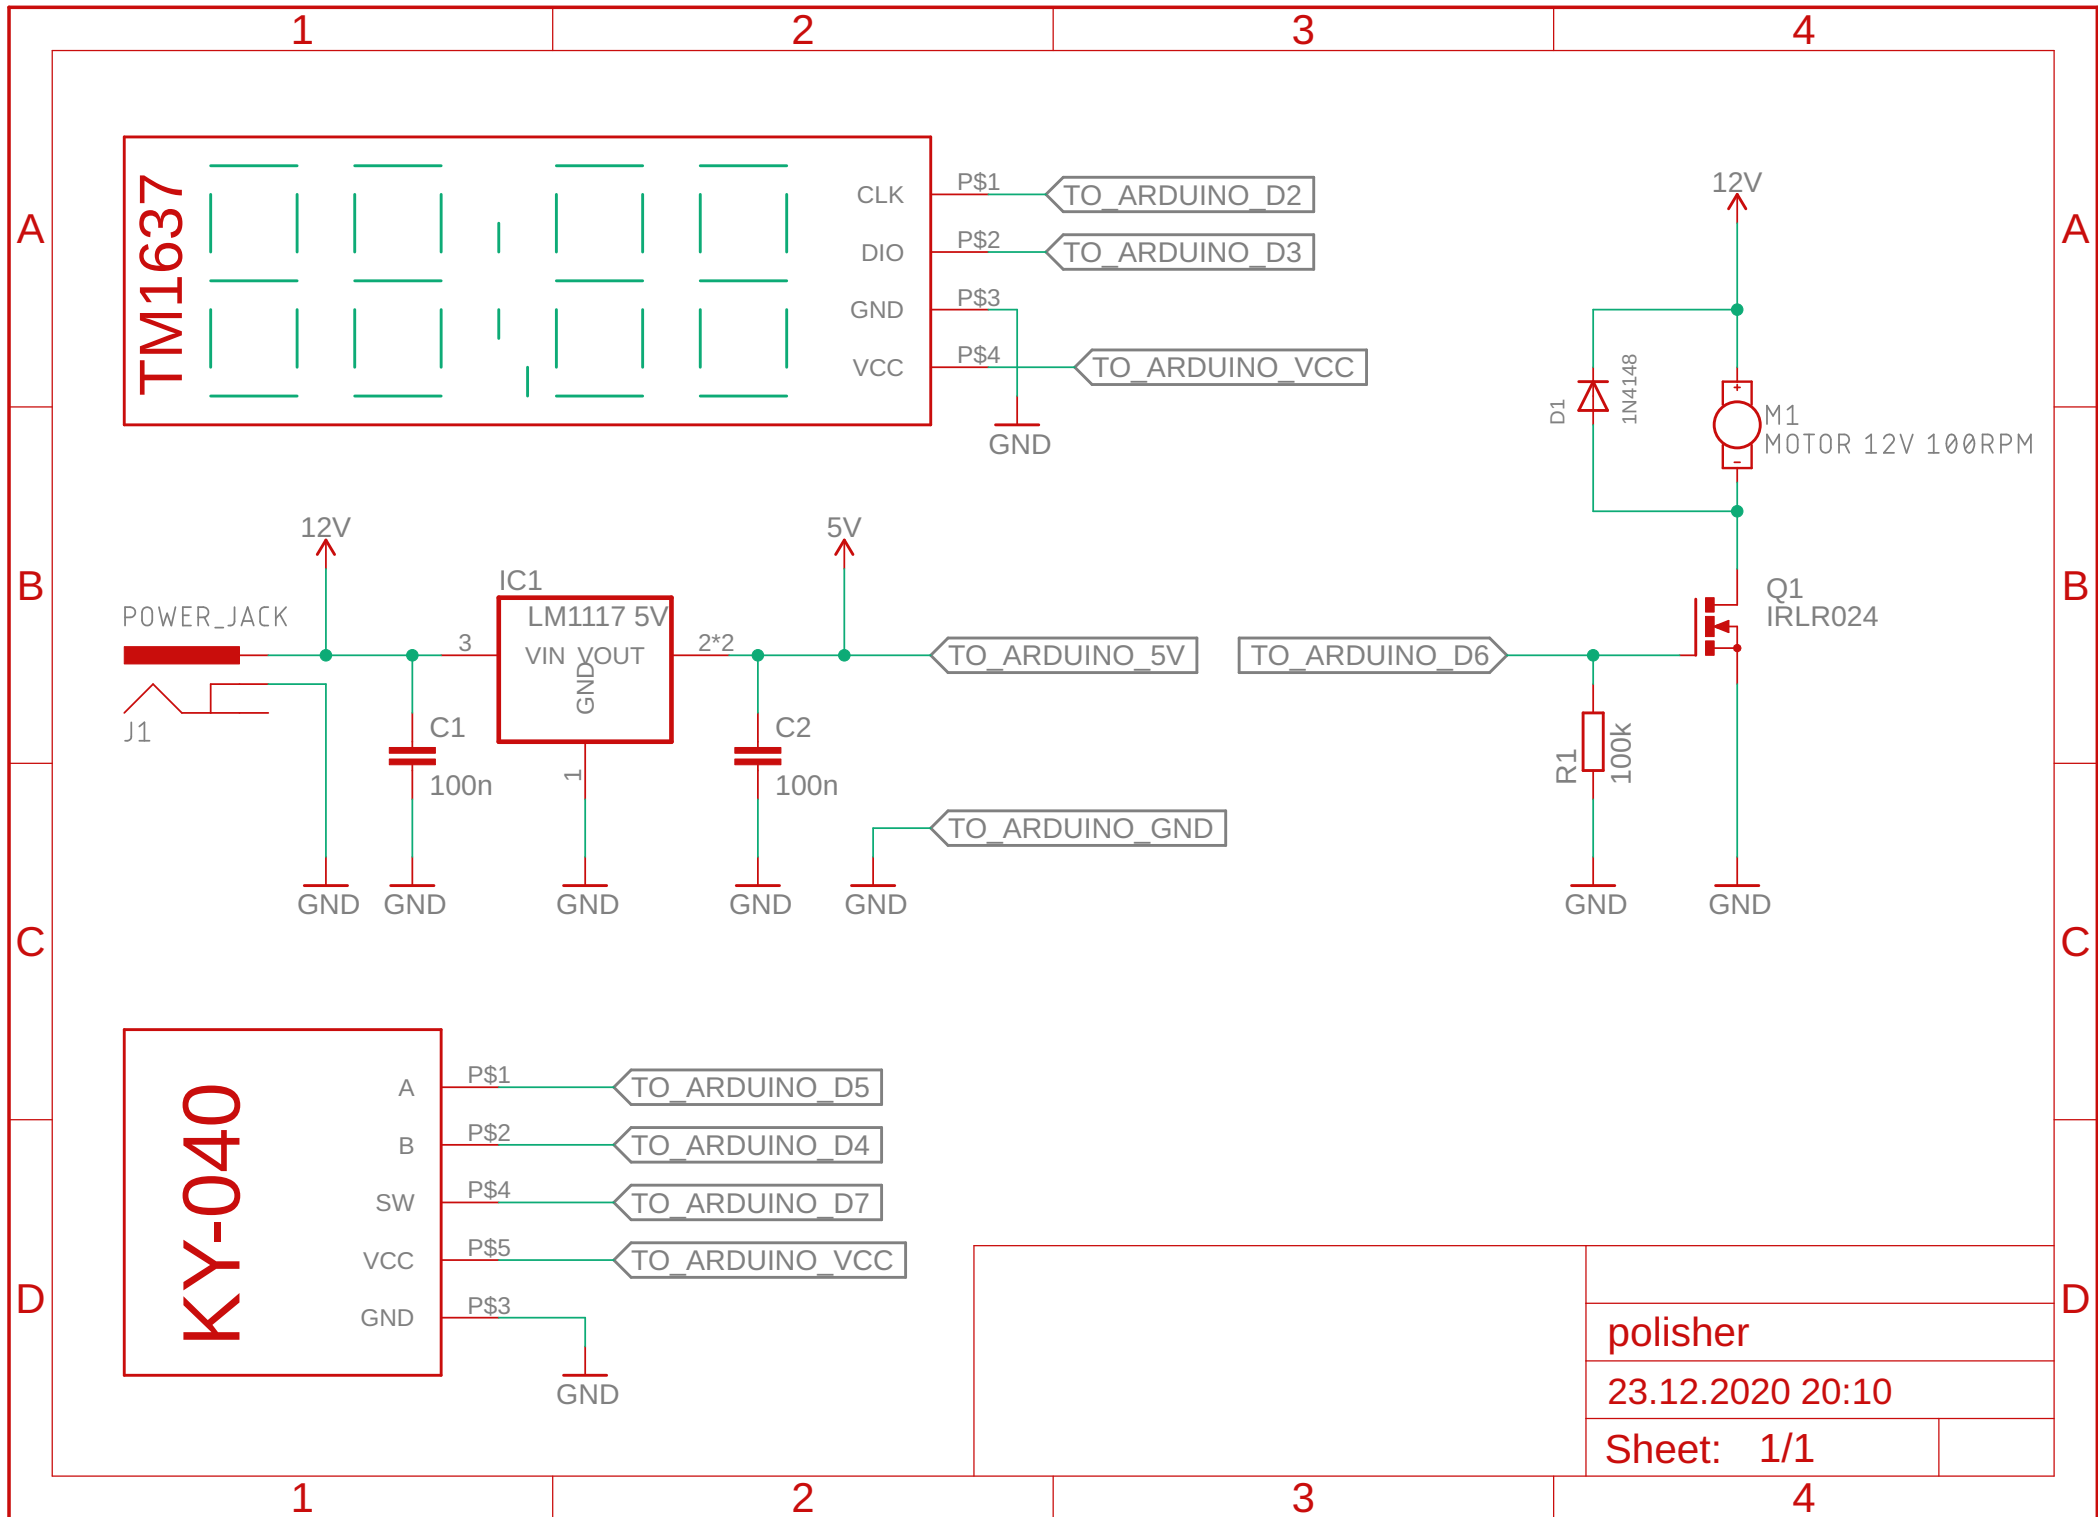 1 2 3 4
A A
TM1637
CLK P$1 TO_ARDUINO_D2
DIO P$2 TO_ARDUINO_D3
GND P$3
VCC P$4 TO_ARDUINO_VCC
GND
12V
D1 1N4148
+
-
M1
MOTOR 12V 100RPM
B B
12V
5V
POWER_JACK
J1
IC1
LM1117 5V
3 VIN VOUT 2*2
GND
1
TO_ARDUINO_5V
TO_ARDUINO_D6
Q1
IRLR024
C1
100n
C2
100n
R1 100k
TO_ARDUINO_GND
GND GND GND GND GND GND GND
C C
KY-040
A P$1 TO_ARDUINO_D5
B P$2 TO_ARDUINO_D4
SW P$4 TO_ARDUINO_D7
VCC P$5 TO_ARDUINO_VCC
GND P$3
GND
D D
polisher
23.12.2020 20:10
Sheet: 1/1
1 2 3 4